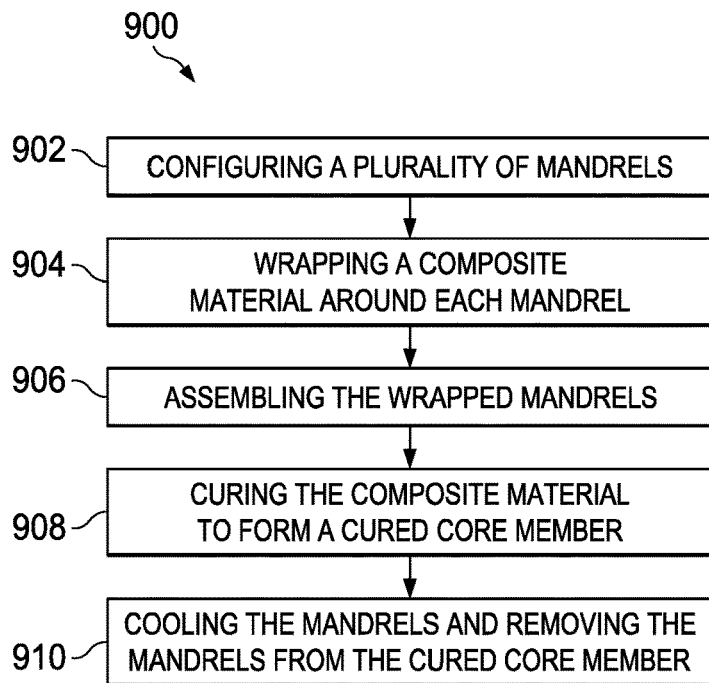 900
902
CONFIGURING A PLURALITY OF MANDRELS
904
WRAPPING A COMPOSITE
MATERIAL AROUND EACH MANDREL
906
ASSEMBLING THE WRAPPED MANDRELS
908
CURING THE COMPOSITE MATERIAL
TO FORM A CURED CORE MEMBER
910
COOLING THE MANDRELS AND REMOVING THE
MANDRELS FROM THE CURED CORE MEMBER